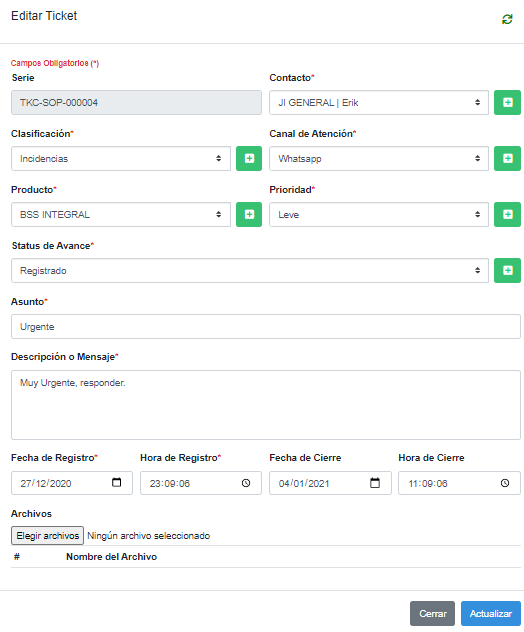 Editar Ticket
Campos Obligatorios (*)
Serie Contacto*
TKC-SOP-000004 JI GENERAL | Erik
Clasificación* Canal de Atención*
Incidencias Whatsapp
Producto* Prioridad*
BSS INTEGRAL Leve
Status de Avance*
Registrado
Asunto*
Urgente
Descripción o Mensaje*
Muy Urgente, responder.
Fecha de Registro* Hora de Registro* Fecha de Cierre Hora de Cierre
27/12/2020 23:09:06 04/01/2021 11:09:06
Archivos
Elegir archivos Ningún archivo seleccionado
# Nombre del Archivo
Cerrar Actualizar